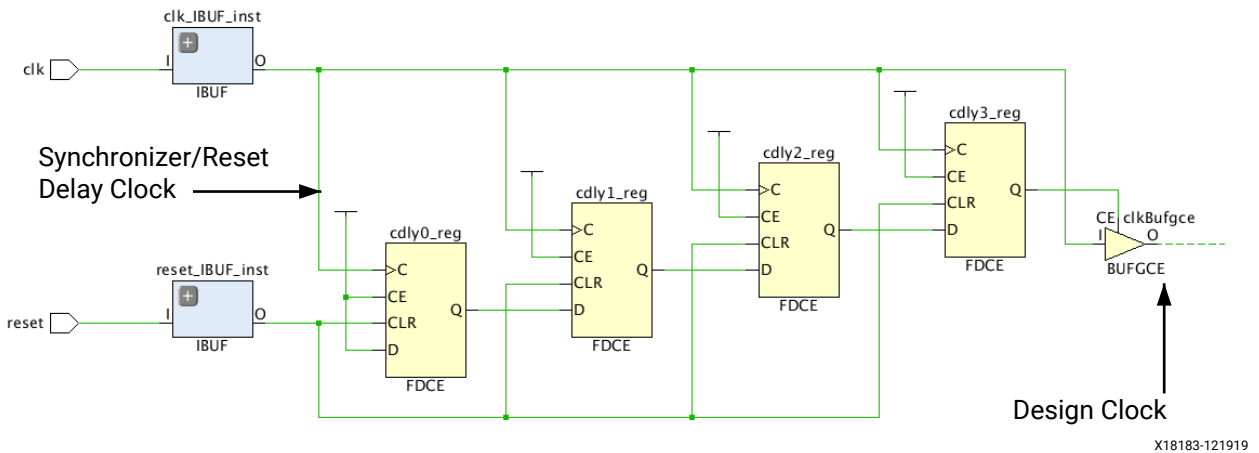 clk_IBUF_inst
+
I
O
clk
IBUF
Synchronizer/Reset
Delay Clock
cdly0_reg
C
CE
CLR
D
Q
FDCE
cdly1_reg
C
CE
CLR
D
Q
FDCE
cdly2_reg
C
CE
CLR
D
Q
FDCE
cdly3_reg
C
CE
CLR
D
Q
FDCE
CE clkBufgce
I
O
BUFGCE
reset_IBUF_inst
+
I
O
reset
IBUF
Design Clock
X18183-121919